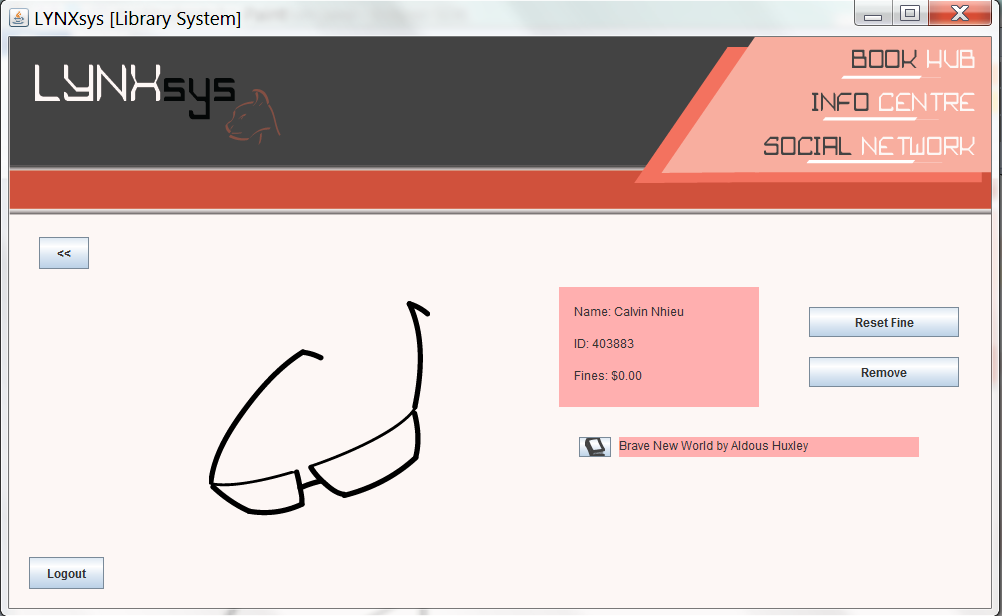 LYNXsys [Library System]
LYNXsys
BOOK HUB
INFO CENTRE
SOCIAL NETWORK
<<
Name: Calvin Nhieu
ID: 403883
Fines: $0.00
Reset Fine
Remove
Brave New World by Aldous Huxley
Logout